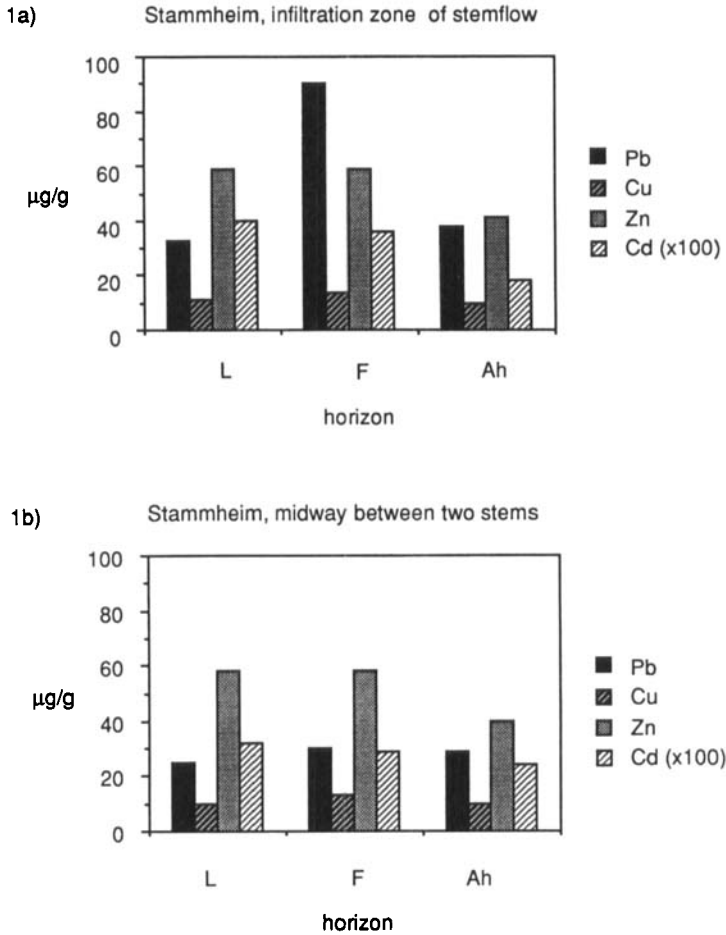 1a)
Stammheim, infiltration zone of stemflow
100
80
60
40
20
0
µg/g
Pb
Cu
Zn
Cd (x100)
L F Ah
horizon
1b)
Stammheim, midway between two stems
100
80
60
40
20
0
µg/g
Pb
Cu
Zn
Cd (x100)
L F Ah
horizon